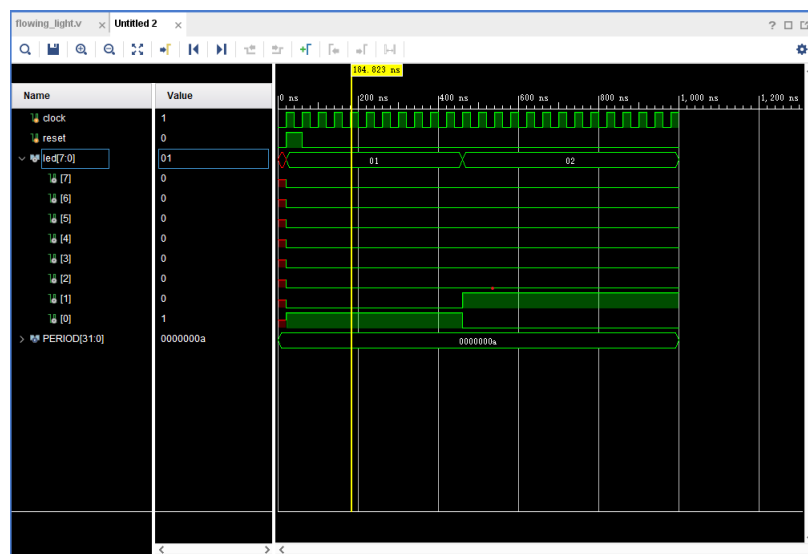 flowing_light.v × Untitled 2 ×
? 
184.823 ns
Name Value
0 ns 200 ns 400 ns 600 ns 800 ns 1,000 ns 1,200 ns
clock 1
reset 0
led[7:0] 01 01 02
[7] 0
[6] 0
[5] 0
[4] 0
[3] 0
[2] 0
[1] 0
[0] 1
PERIOD[31:0] 0000000a 0000000a